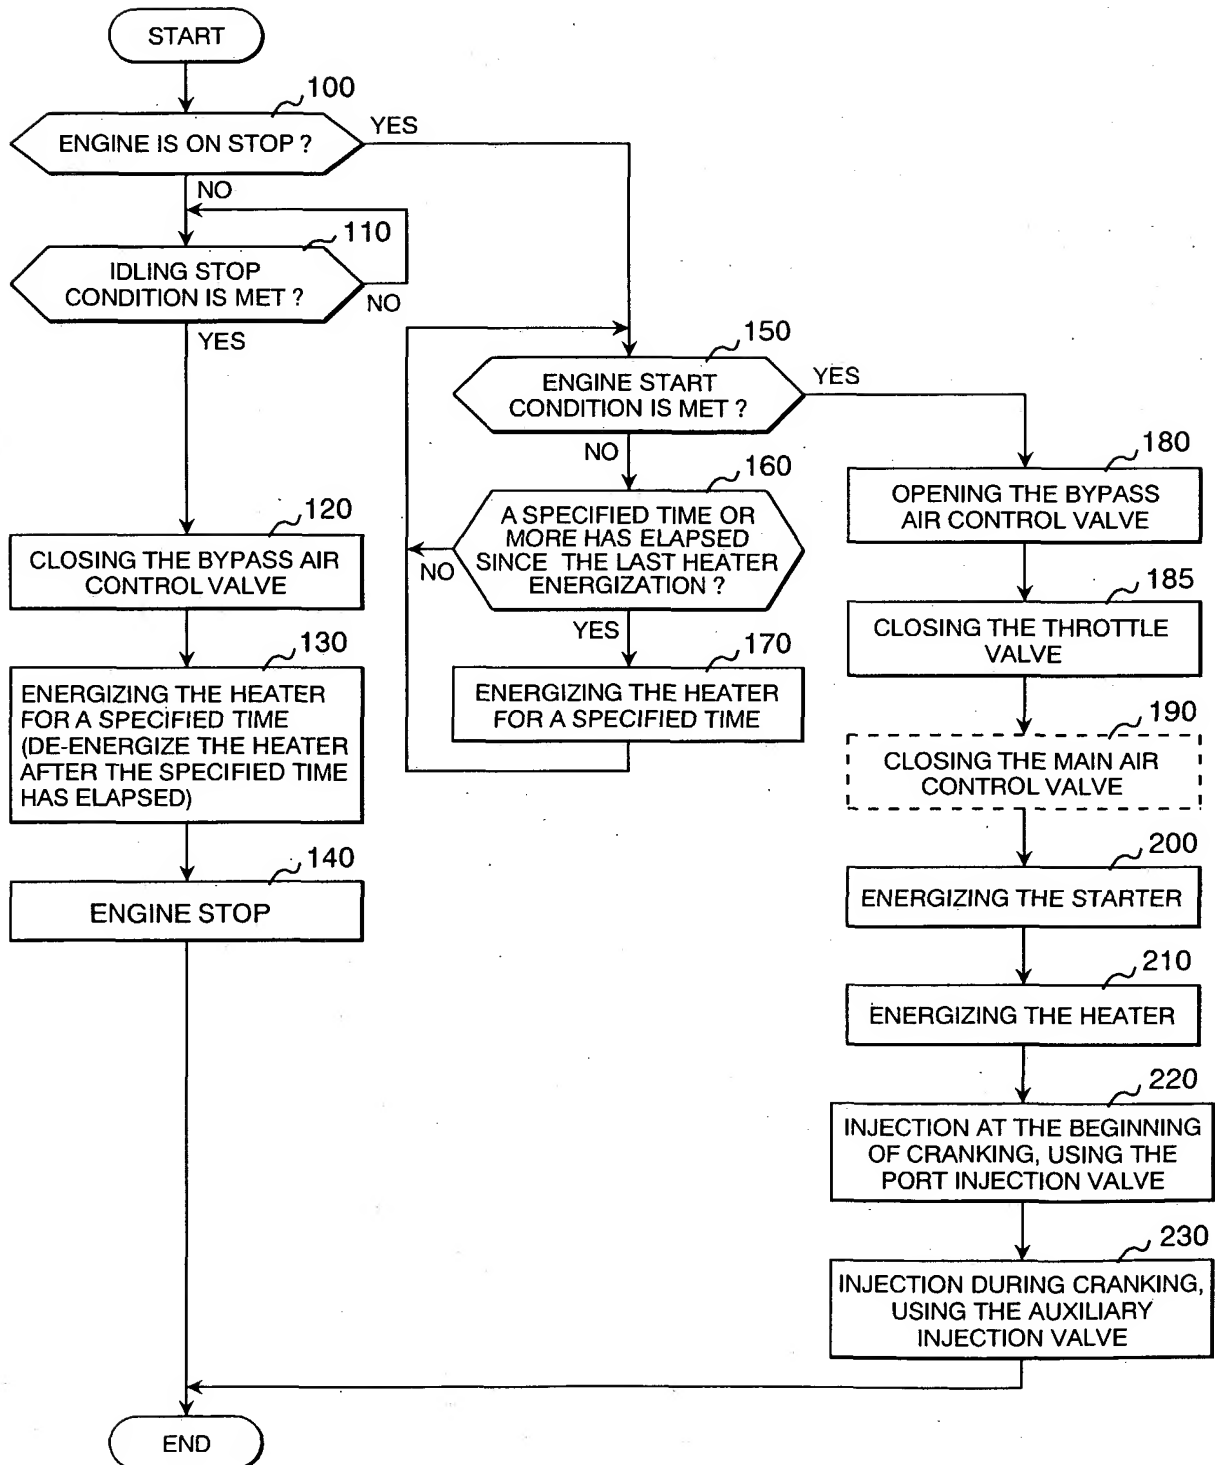 START
100
ENGINE IS ON STOP ?
YES
NO
110
IDLING STOP
CONDITION IS MET ?
NO
YES
120
CLOSING THE BYPASS AIR
CONTROL VALVE
130
ENERGIZING THE HEATER
FOR A SPECIFIED TIME
(DE-ENERGIZE THE HEATER
AFTER THE SPECIFIED TIME
HAS ELAPSED)
140
ENGINE STOP
150
ENGINE START
CONDITION IS MET ?
YES
NO
160
A SPECIFIED TIME OR
MORE HAS ELAPSED
SINCE THE LAST HEATER
ENERGIZATION ?
NO
YES
170
ENERGIZING THE HEATER
FOR A SPECIFIED TIME
180
OPENING THE BYPASS
AIR CONTROL VALVE
185
CLOSING THE THROTTLE
VALVE
190
CLOSING THE MAIN AIR
CONTROL VALVE
200
ENERGIZING THE STARTER
210
ENERGIZING THE HEATER
220
INJECTION AT THE BEGINNING
OF CRANKING, USING THE
PORT INJECTION VALVE
230
INJECTION DURING CRANKING,
USING THE AUXILIARY
INJECTION VALVE
END